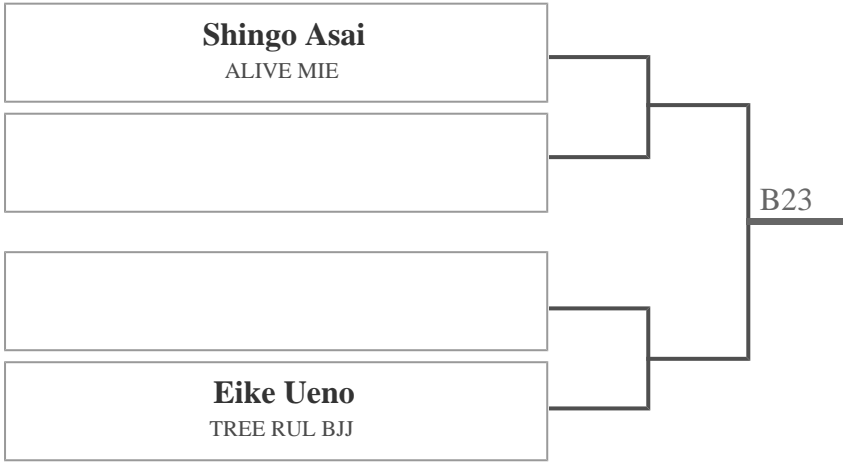 Shingo Asai
ALIVE MIE
B23
Eike Ueno
TREE RUL BJJ